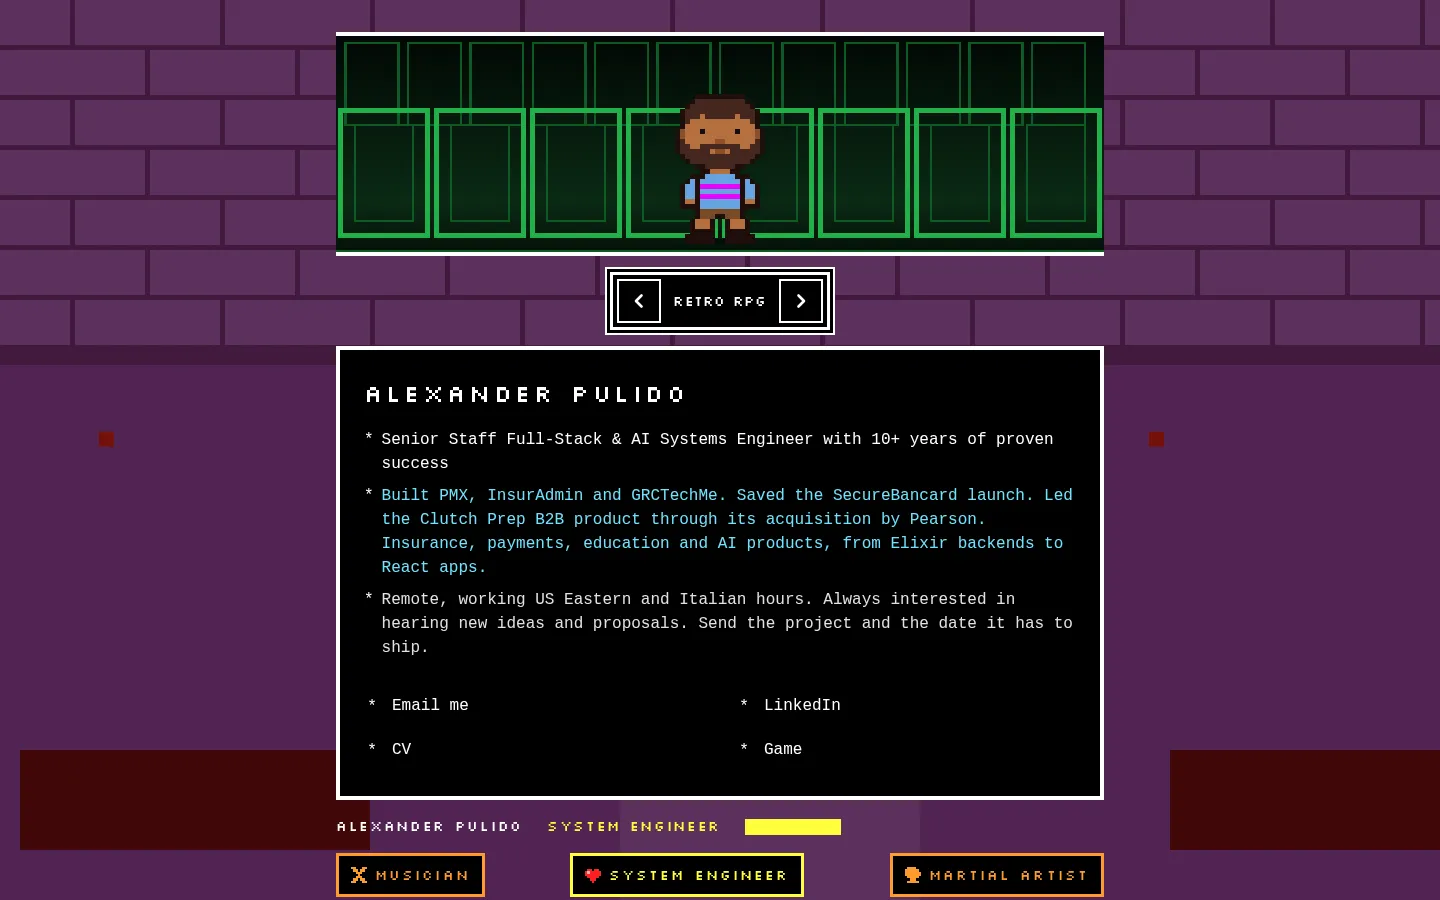 RETRO RPG
ALEXANDER PULIDO
* Senior Staff Full-Stack & AI Systems Engineer with 10+ years of proven
success
* Built PMX, InsurAdmin and GRCTechMe. Saved the SecureBancard launch. Led
the Clutch Prep B2B product through its acquisition by Pearson.
Insurance, payments, education and AI products, from Elixir backends to
React apps.
* Remote, working US Eastern and Italian hours. Always interested in
hearing new ideas and proposals. Send the project and the date it has to
ship.
* Email me
* LinkedIn
* CV
* Game
ALEXANDER PULIDO SYSTEM ENGINEER
MUSICIAN
SYSTEM ENGINEER
MARTIAL ARTIST